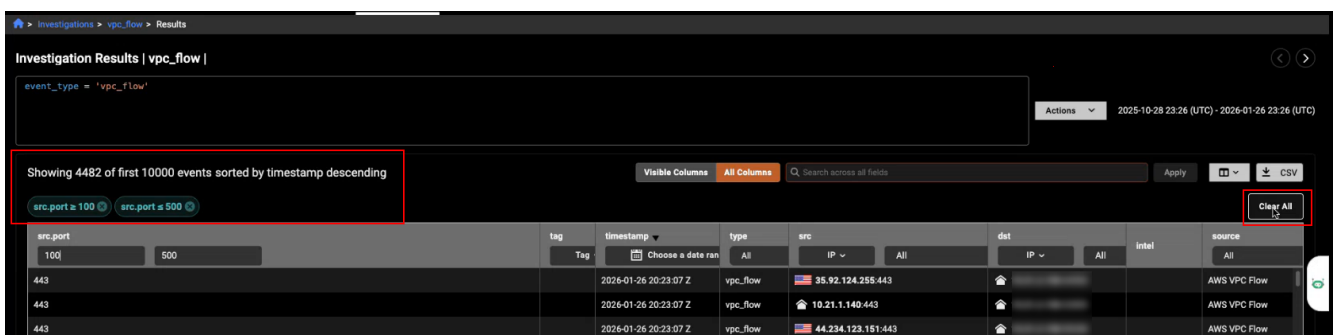 > Investigations > vpc_flow > Results
Investigation Results | vpc_flow |
event_type = 'vpc_flow'
Actions
2025-10-28 23:26 (UTC) - 2026-01-26 23:26 (UTC)
Showing 4482 of first 10000 events sorted by timestamp descending
Visible Columns All Columns Search across all fields Apply CSV
src.port ≥ 100 src.port ≤ 500
Clear All
src.port tag timestamp type src dst intel source
100 500 Tag Choose a date ran All IP All IP All All
443 2026-01-26 20:23:07 Z vpc_flow 35.92.124.255:443 AWS VPC Flow
443 2026-01-26 20:23:07 Z vpc_flow 10.21.1.140:443 AWS VPC Flow
443 2026-01-26 20:23:07 Z vpc_flow 44.234.123.151:443 AWS VPC Flow